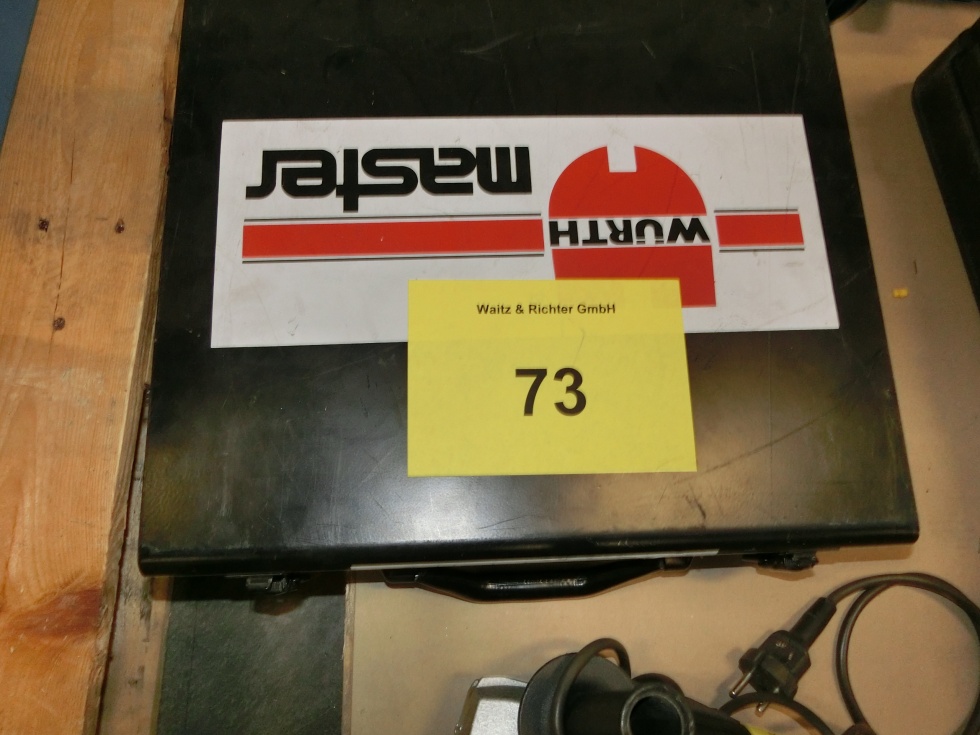 master
WÜRTH
Waitz & Richter GmbH
73